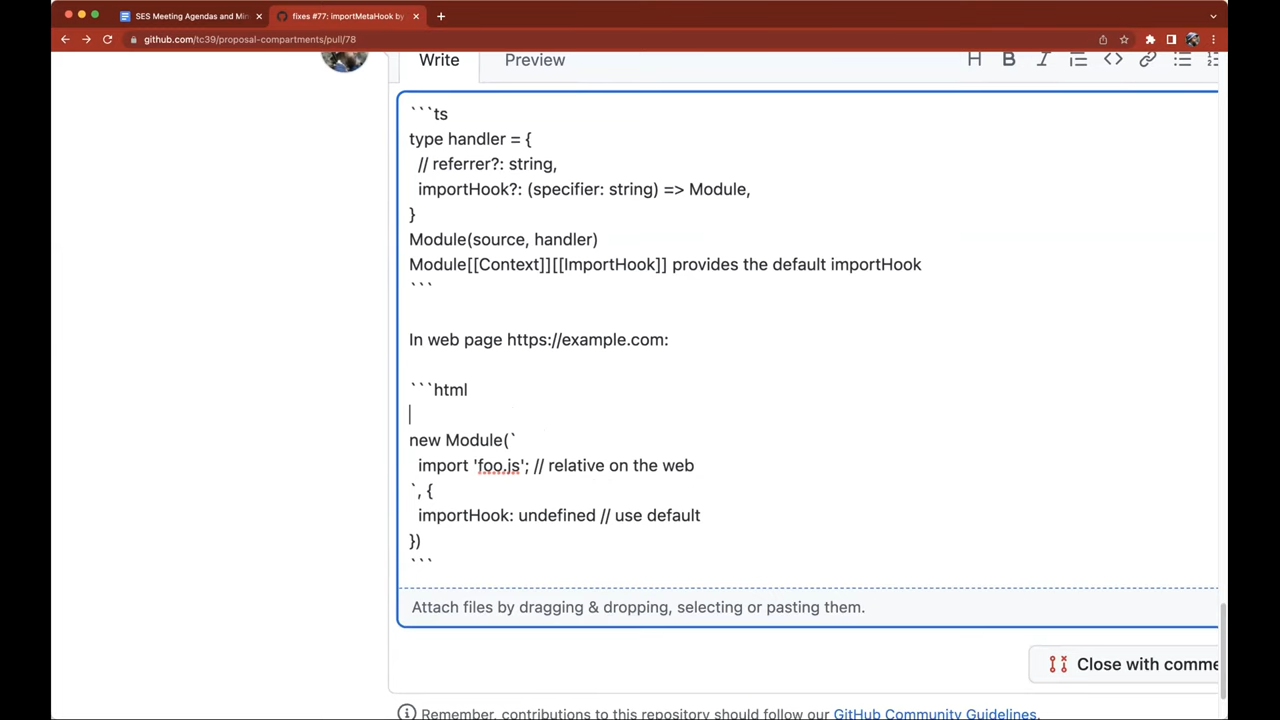 SES Meeting Agendas and Min
fixes #77: importMetaHook by
github.com/tc39/proposal-compartments/pull/78
Write
Preview
```ts
type handler = {
// referrer?: string,
importHook?: (specifier: string) => Module,
}
Module(source, handler)
Module[[Context]][[ImportHook]] provides the default importHook
```
In web page https://example.com:
```html
new Module(`
import 'foo.js'; // relative on the web
`, {
importHook: undefined // use default
})
```
Attach files by dragging & dropping, selecting or pasting them.
Close with comme
Remember, contributions to this repository should follow our GitHub Community Guidelines.